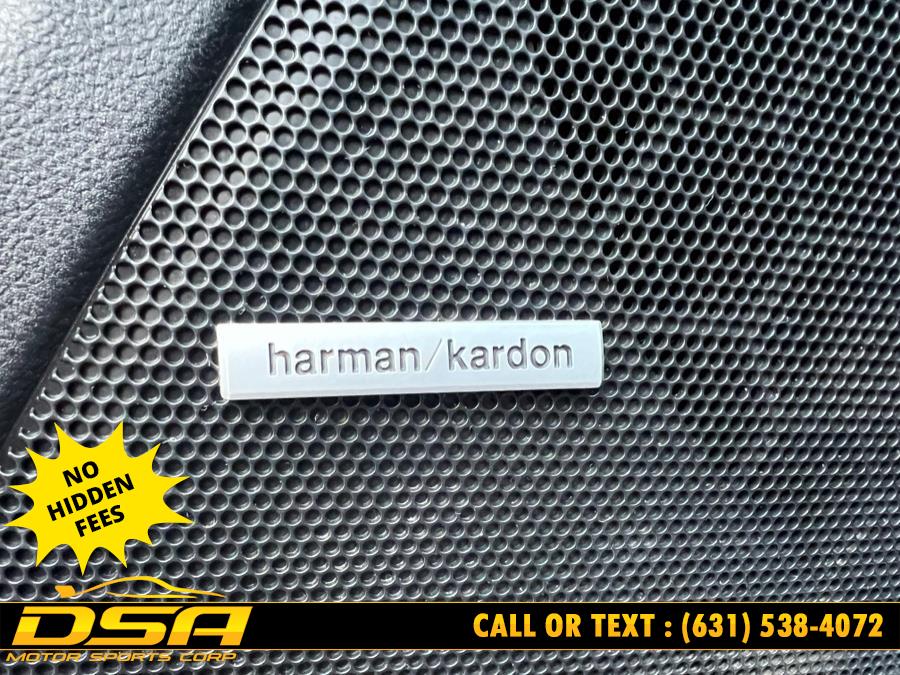 harman/kardon
NO
HIDDEN
FEES
DSA
MOTOR SPORTS CORP
CALL OR TEXT : (631) 538-4072